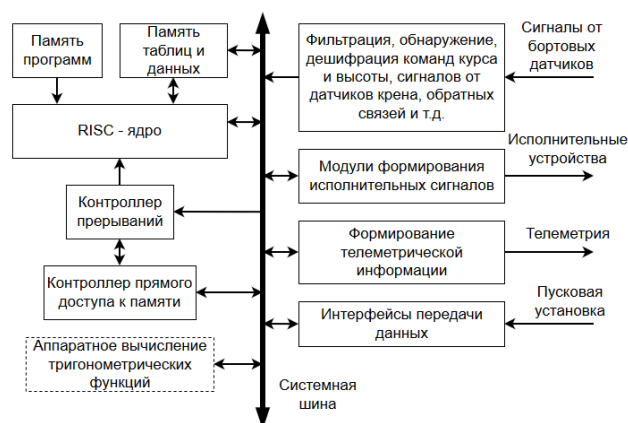 Память
программ
Память
таблиц и
данных
RISC - ядро
Контроллер
прерываний
Контроллер прямого
доступа к памяти
Аппаратное вычисление
тригонометрических
функций
Фильтрация, обнаружение,
дешифрация команд курса
и высоты, сигналов от
датчиков крена, обратных
связей и т.д.
Сигналы от
бортовых
датчиков
Модули формирования
исполнительных сигналов
Исполнительные
устройства
Формирование
телеметрической
информации
Телеметрия
Интерфейсы передачи
данных
Пусковая
установка
Системная
шина